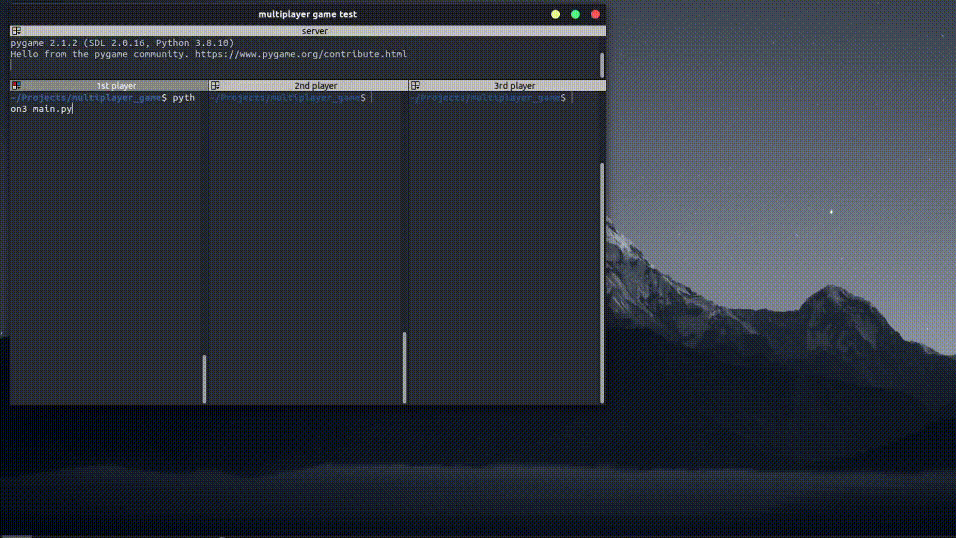 multiplayer game test
server
pygame 2.1.2 (SDL 2.0.16, Python 3.8.10)
Hello from the pygame community. https://www.pygame.org/contribute.html
1st player
2nd player
3rd player
~/Projects/multiplayer_game$ pyth
on3 main.py
~/Projects/multiplayer_game$
~/Projects/multiplayer_game$